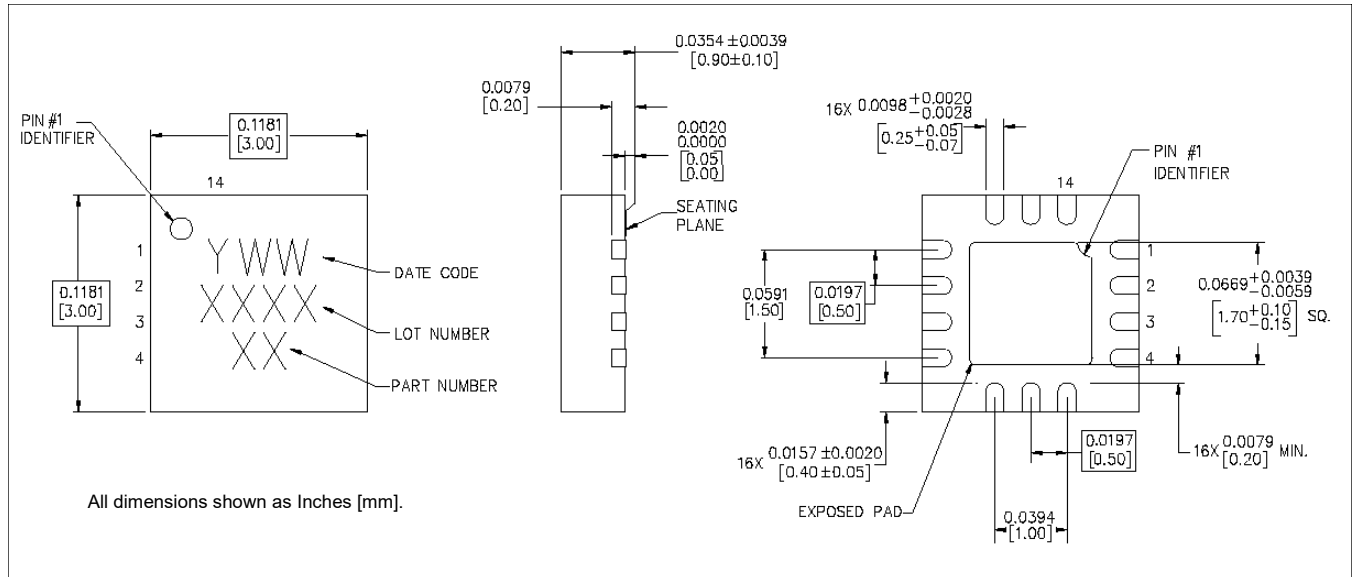 PIN #1
IDENTIFIER
0.1181
[3.00]
14
0.1181
[3.00]
1
2
3
4
Y W W
X X X X
X X
DATE CODE
LOT NUMBER
PART NUMBER
All dimensions shown as Inches [mm].
0.0354 ±0.0039
[0.90±0.10]
0.0079
[0.20]
0.0020
0.0000
[0.05
0.00]
SEATING
PLANE
16X 0.0098 +0.0020
-0.0028
[0.25 +0.05
-0.07]
14
PIN #1
IDENTIFIER
0.0591
[1.50]
0.0197
[0.50]
1
2
3
4
0.0669 +0.0039
-0.0059
[1.70 +0.10
-0.15] SQ.
16X 0.0157 ±0.0020
[0.40 ±0.05]
0.0197
[0.50]
16X 0.0079 MIN.
[0.20]
EXPOSED PAD
0.0394
[1.00]